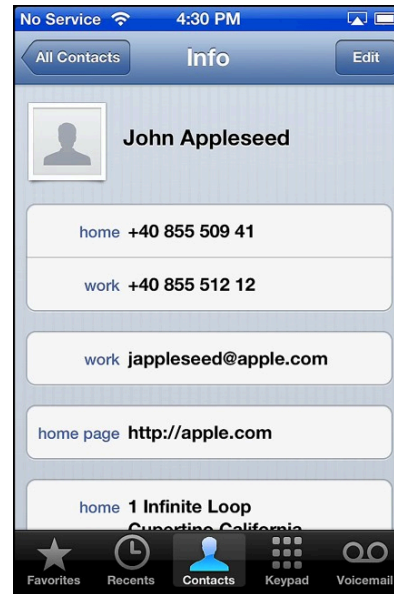 No Service 4:30 PM
All Contacts Info Edit
John Appleseed
home +40 855 509 41
work +40 855 512 12
work jappleseed@apple.com
home page http://apple.com
home 1 Infinite Loop
Cupertino California
Favorites Recents Contacts Keypad Voicemail